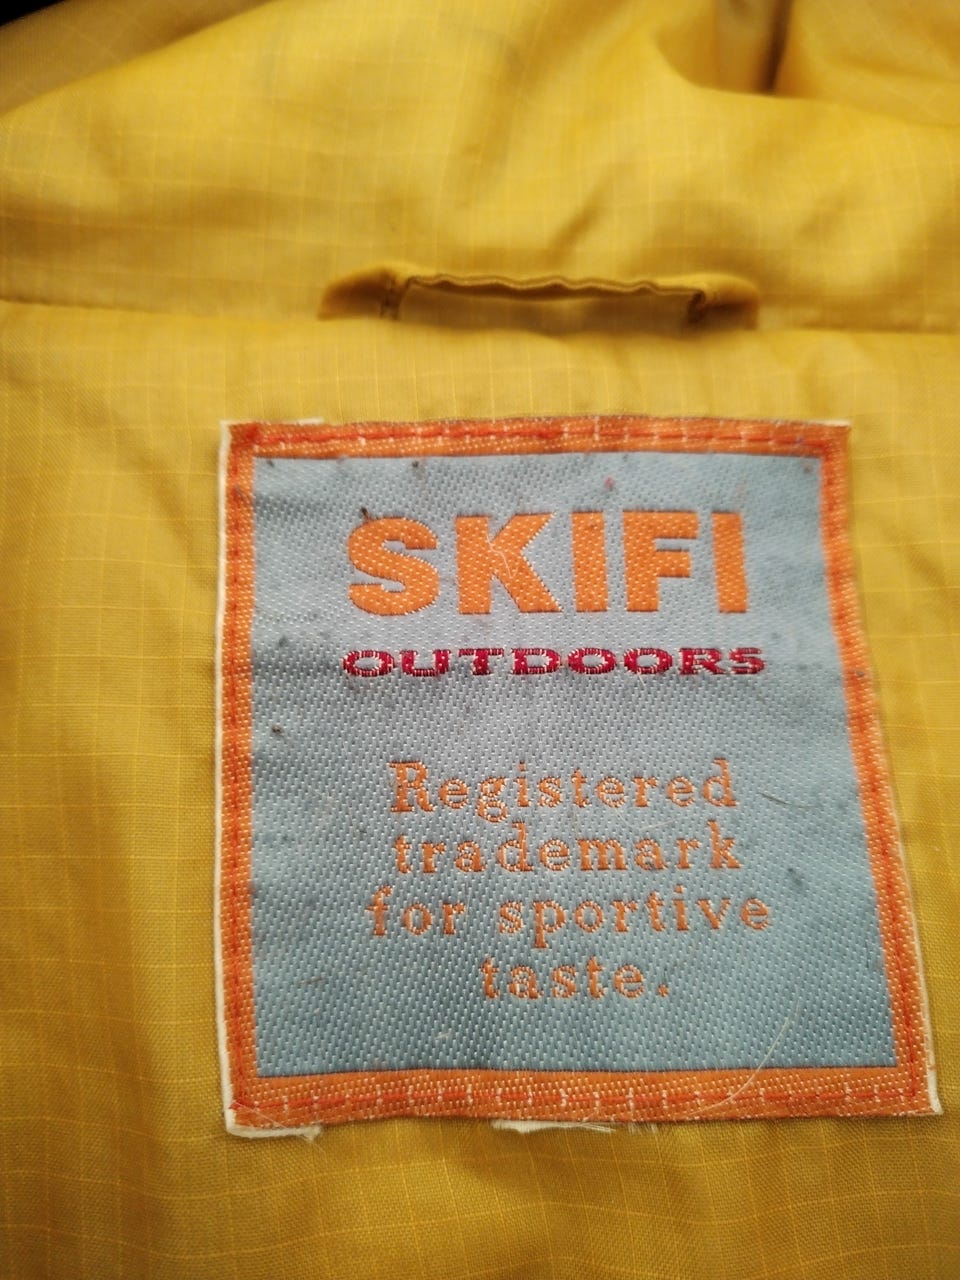 SKIFI
OUTDOORS
Registered
trademark
for sportive
taste.